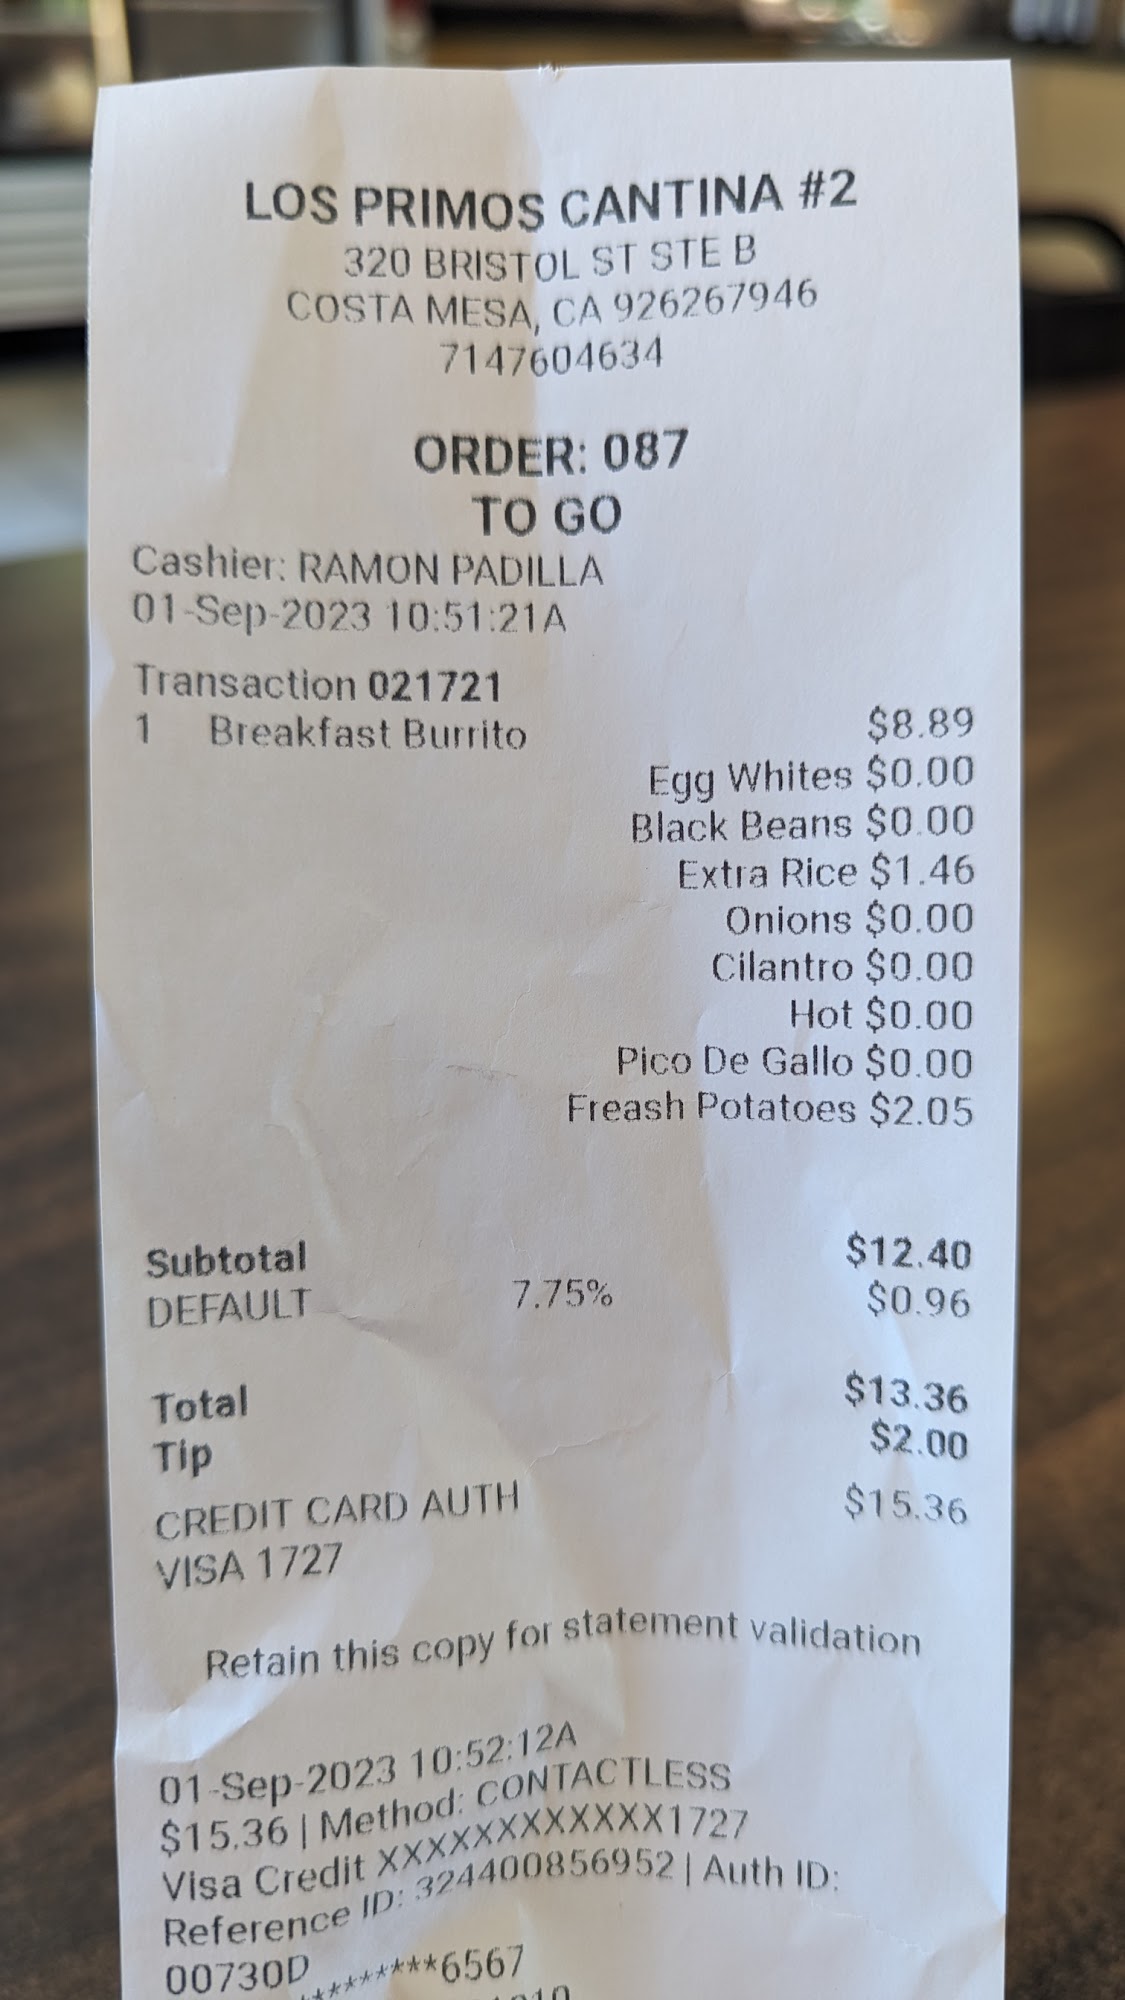 LOS PRIMOS CANTINA #2
320 BRISTOL ST STE B
COSTA MESA, CA 926267946
7147604634
ORDER: 087
TO GO
Cashier: RAMON PADILLA
01-Sep-2023 10:51:21A
Transaction 021721
1 Breakfast Burrito $8.89
Egg Whites $0.00
Black Beans $0.00
Extra Rice $1.46
Onions $0.00
Cilantro $0.00
Hot $0.00
Pico De Gallo $0.00
Freash Potatoes $2.05
Subtotal $12.40
DEFAULT 7.75% $0.96
Total $13.36
Tip $2.00
CREDIT CARD AUTH $15.36
VISA 1727
Retain this copy for statement validation
01-Sep-2023 10:52:12A
$15.36 | Method: CONTACTLESS
Visa Credit XXXXXXXXXXXX1727
Reference ID: 324400856952 | Auth ID:
00730D
********6567